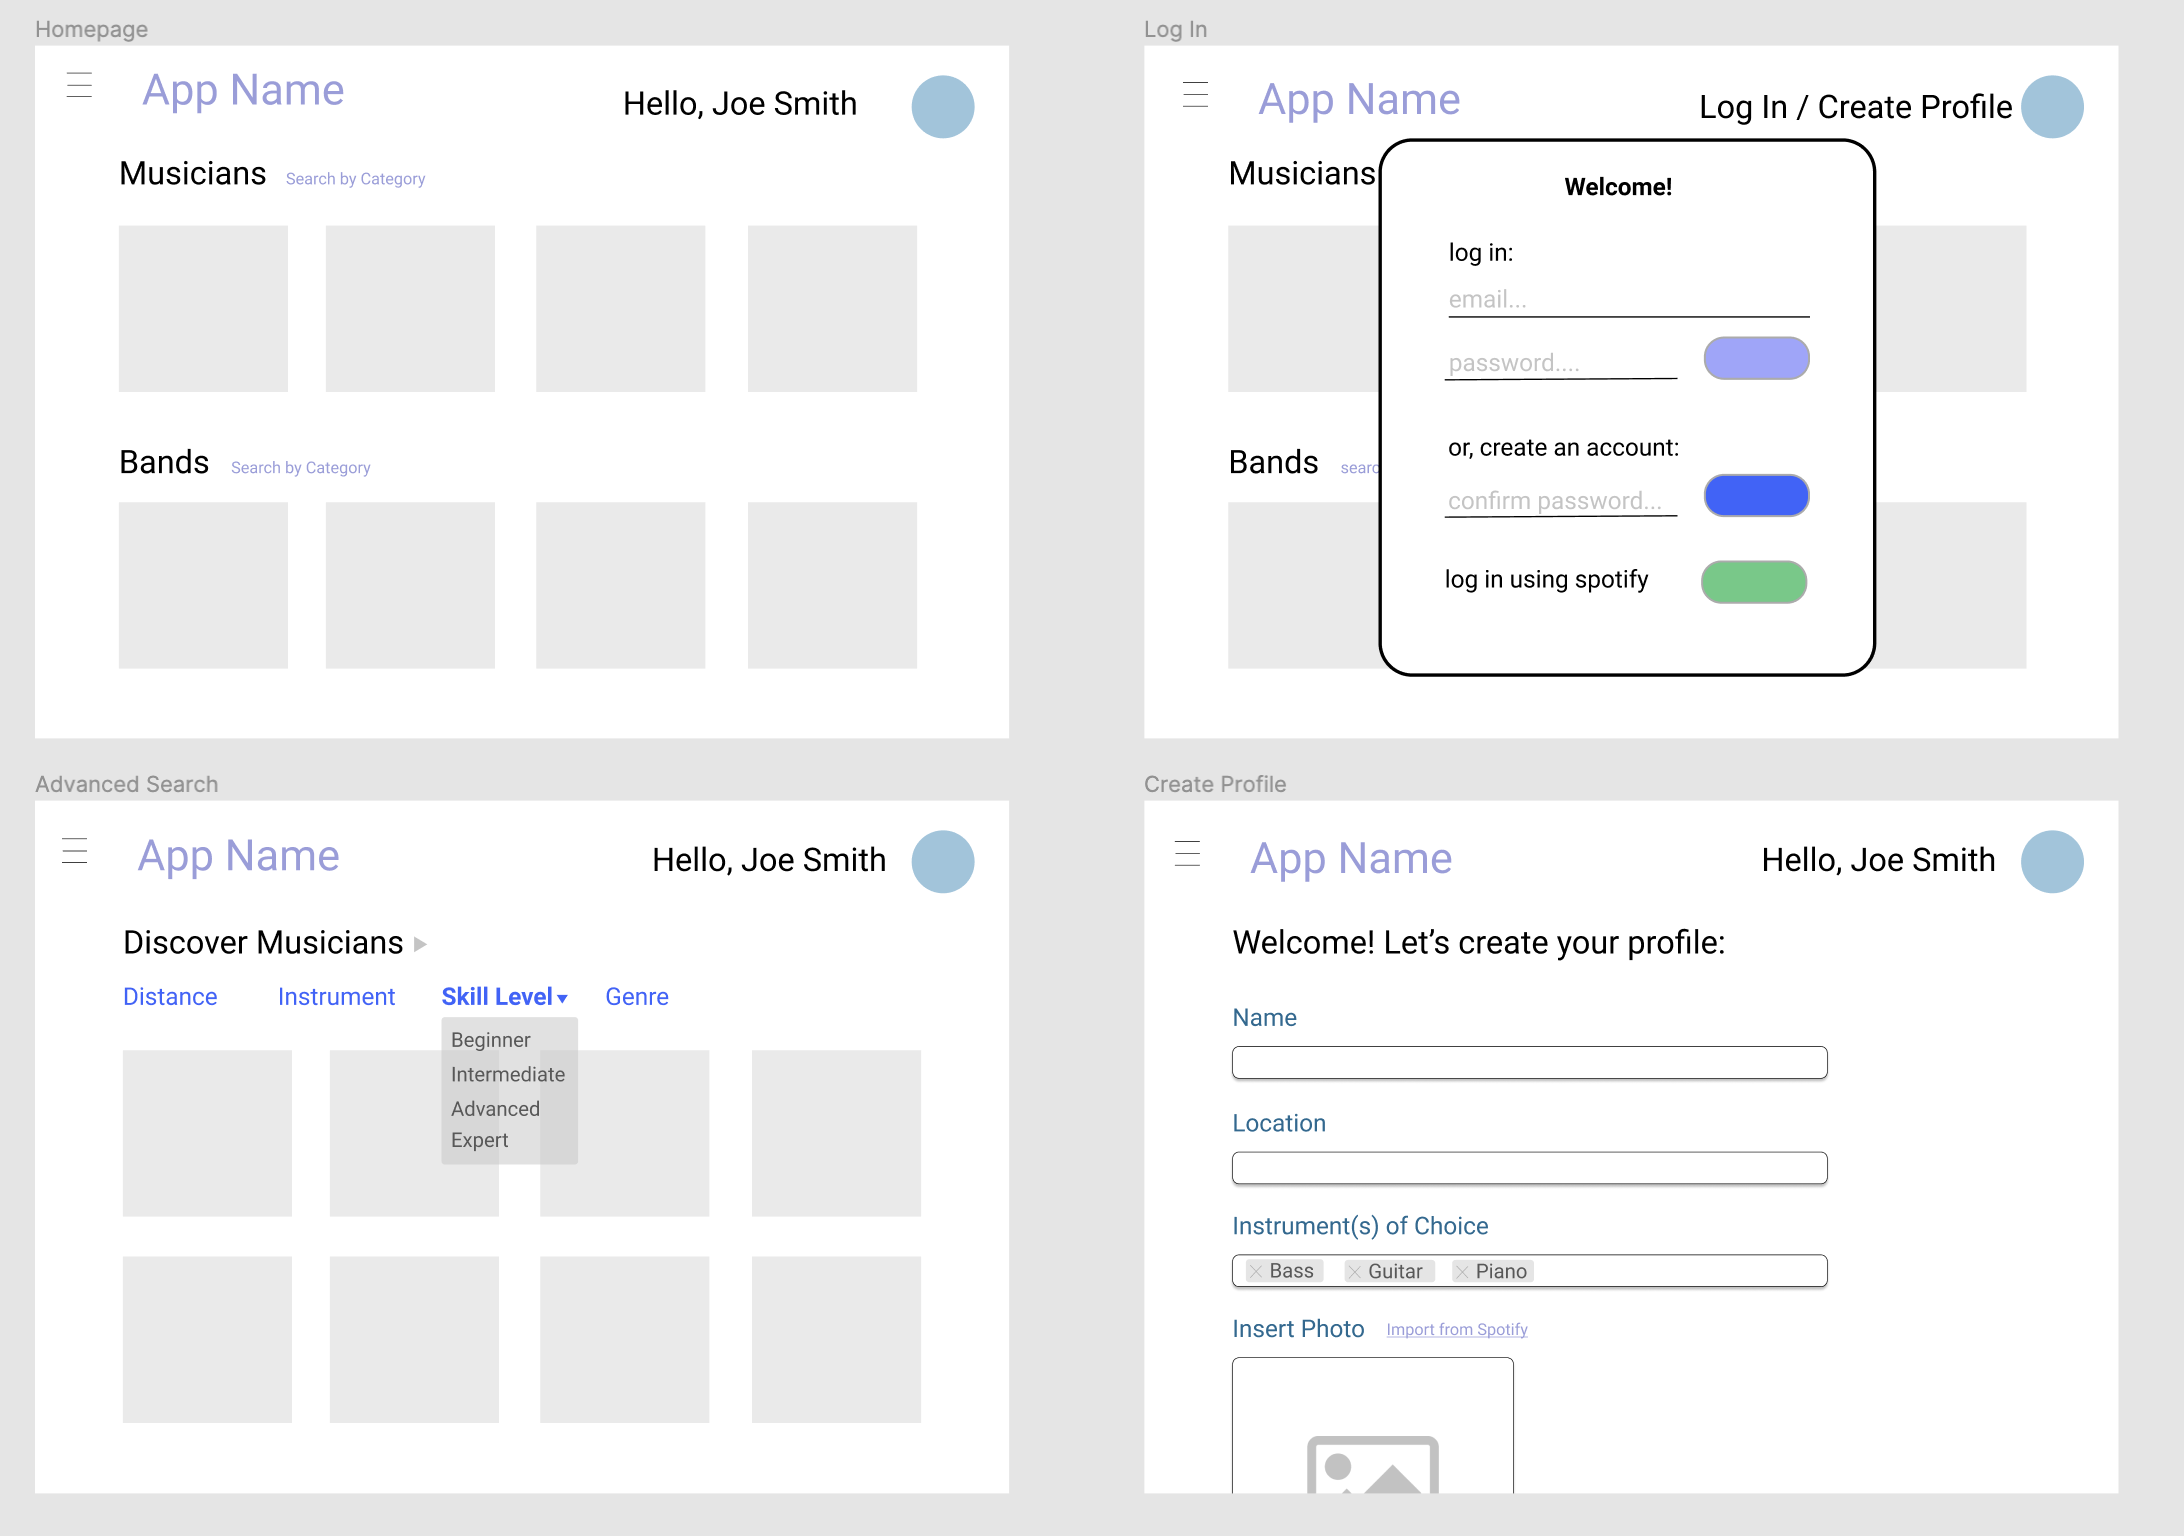 Homepage
App Name
Hello, Joe Smith
Musicians Search by Category
Bands Search by Category
Log In
App Name
Log In / Create Profile
Musicians
Welcome!
log in:
email...
password....
or, create an account:
Bands searc
confirm password...
log in using spotify
Advanced Search
App Name
Hello, Joe Smith
Discover Musicians
Distance Instrument Skill Level Genre
Beginner
Intermediate
Advanced
Expert
Create Profile
App Name
Hello, Joe Smith
Welcome! Let’s create your profile:
Name
Location
Instrument(s) of Choice
Bass Guitar Piano
Insert Photo Import from Spotify